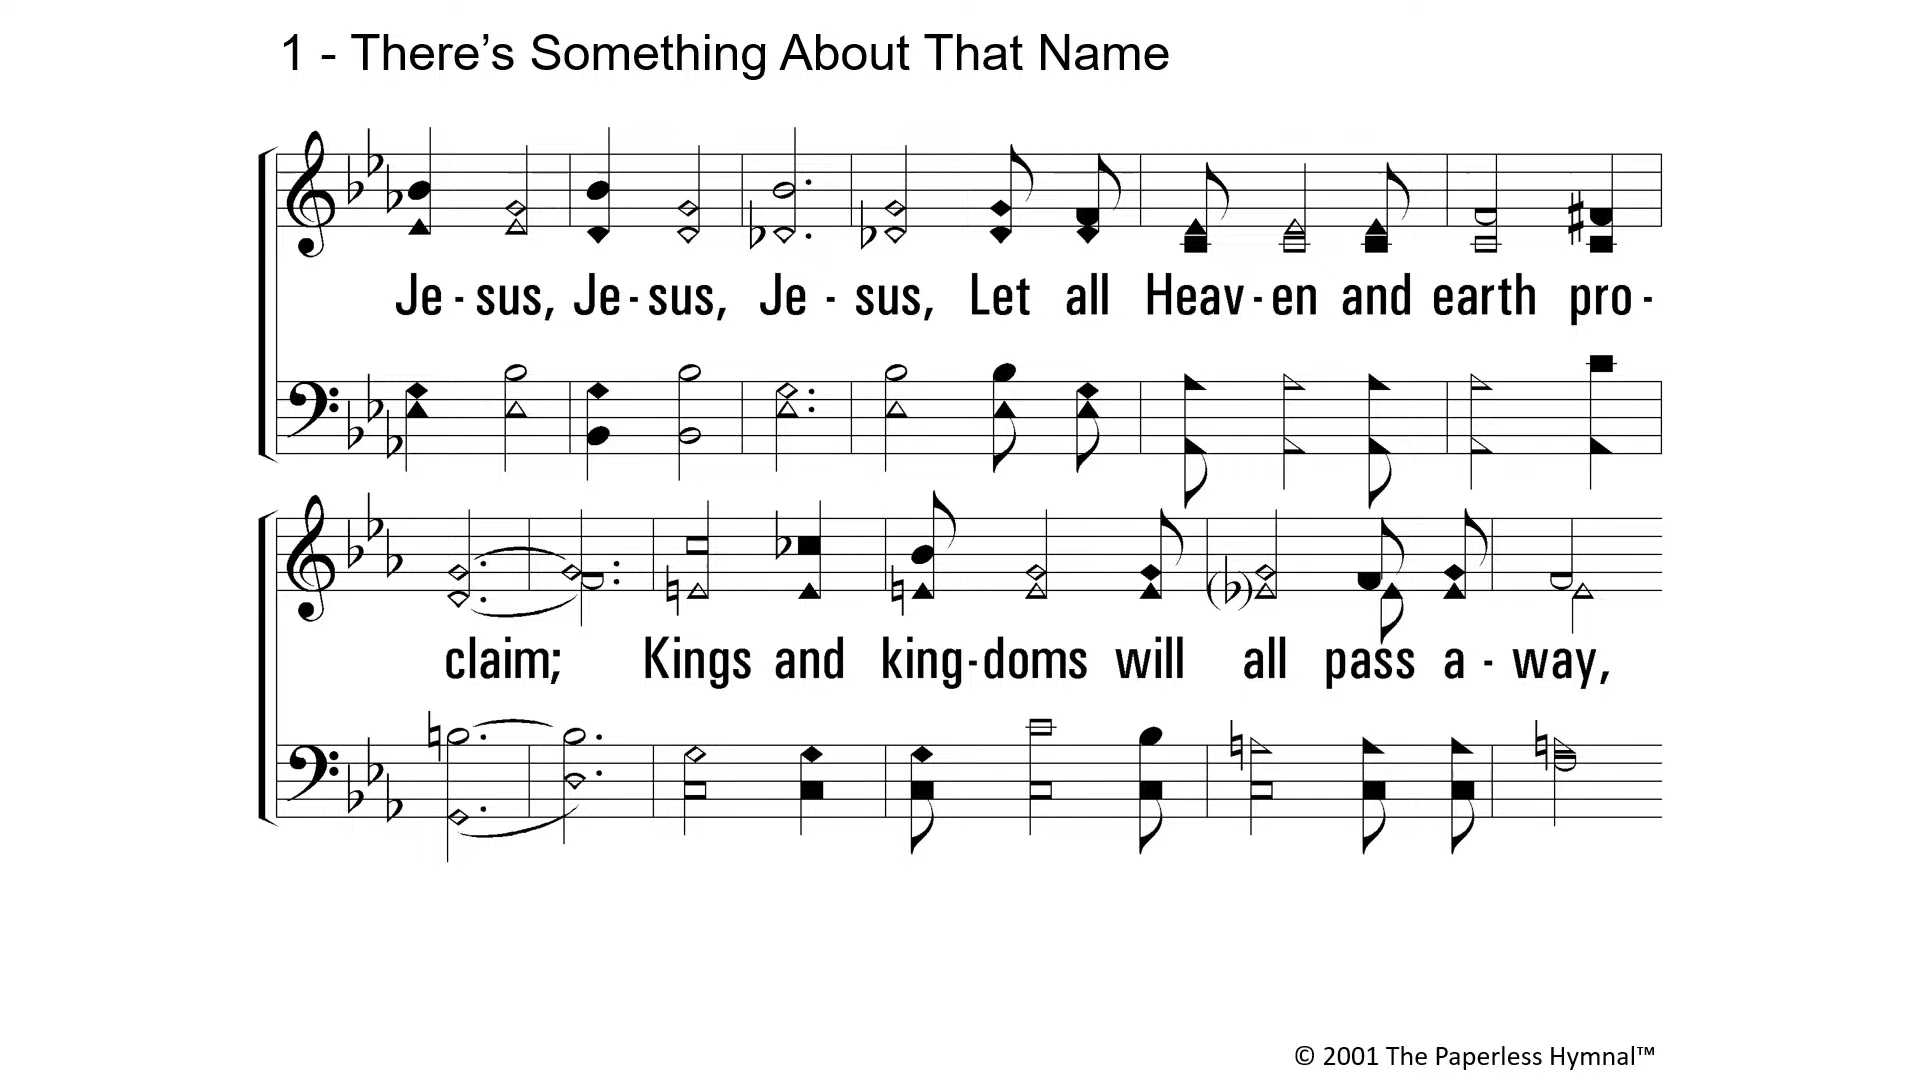 1 - There’s Something About That Name
Je - sus, Je - sus, Je - sus, Let all Heav - en and earth pro -
claim; Kings and king - doms will all pass a - way,
© 2001 The Paperless Hymnal™